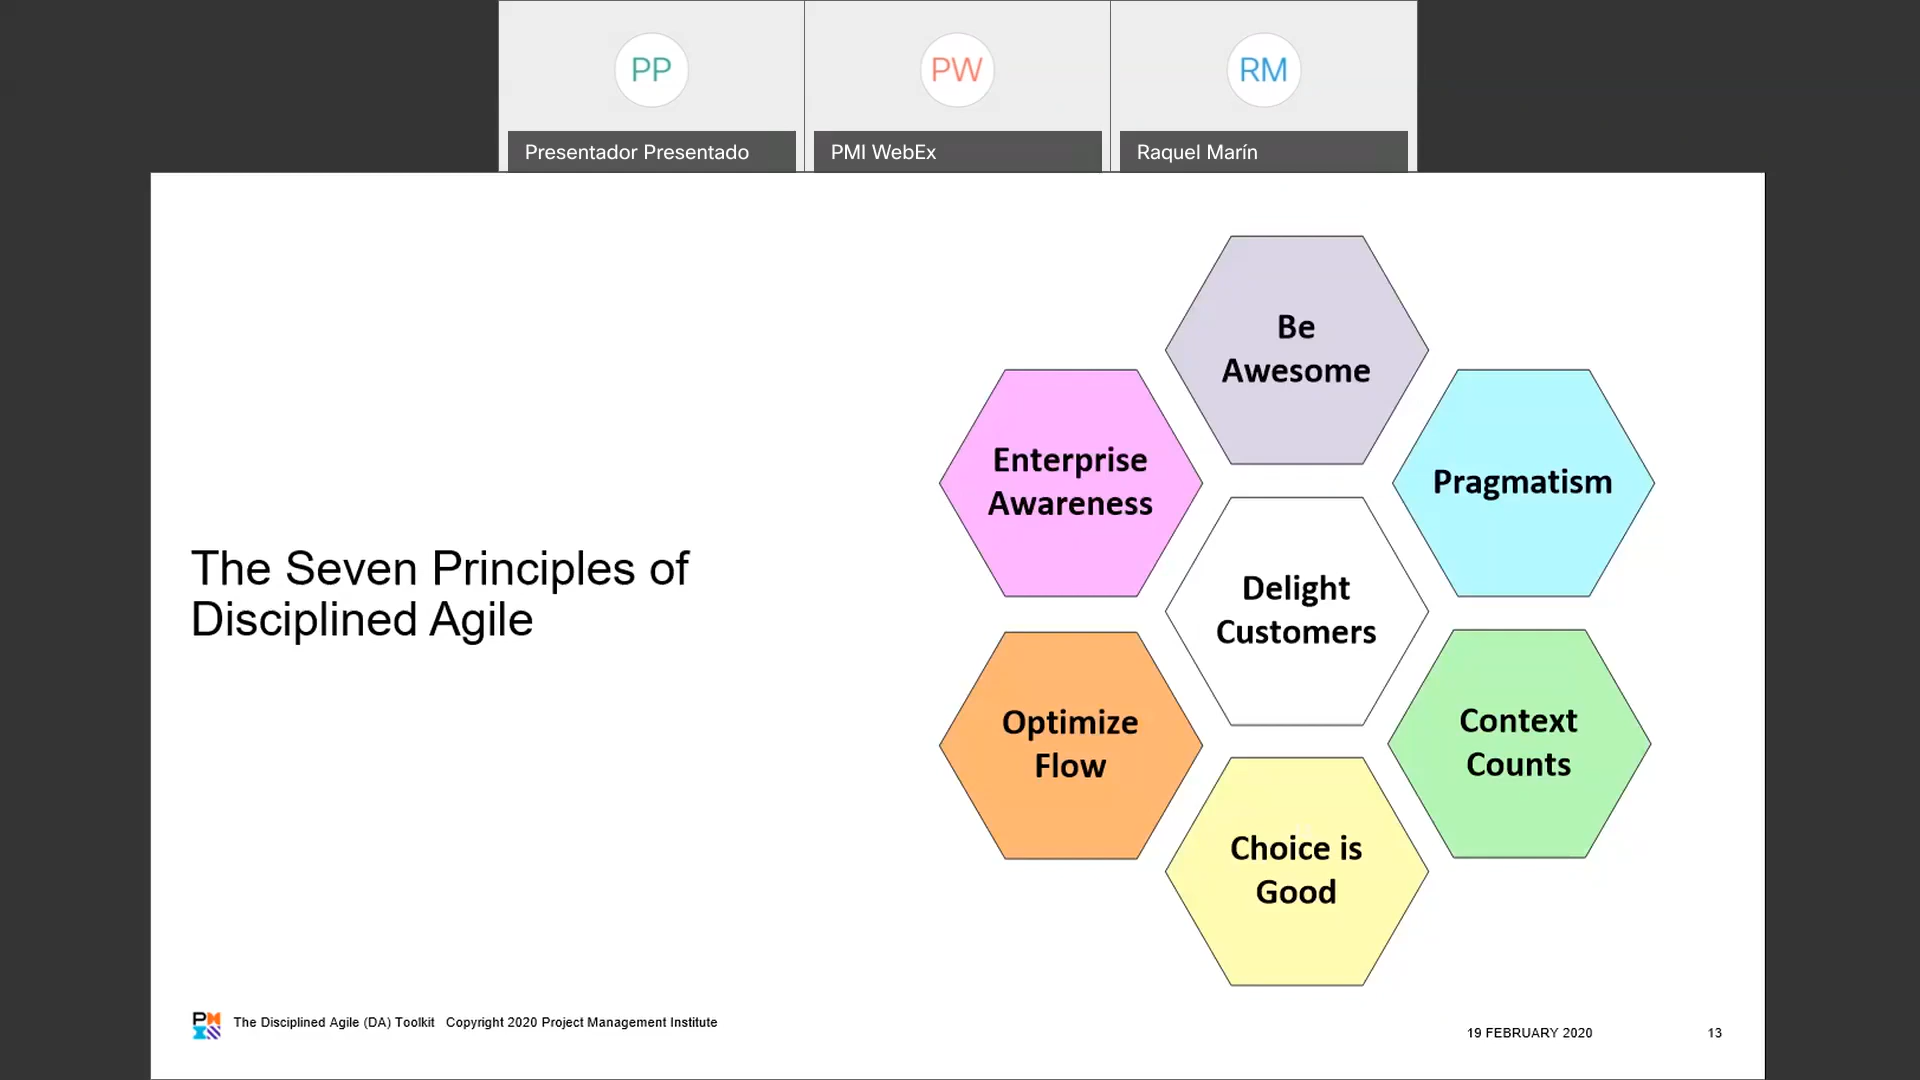 PP
PW
RM
Presentador Presentado
PMI WebEx
Raquel Marín
The Seven Principles of
Disciplined Agile
Be
Awesome
Enterprise
Awareness
Pragmatism
Delight
Customers
Optimize
Flow
Context
Counts
Choice is
Good
The Disciplined Agile (DA) Toolkit Copyright 2020 Project Management Institute
19 FEBRUARY 2020
13